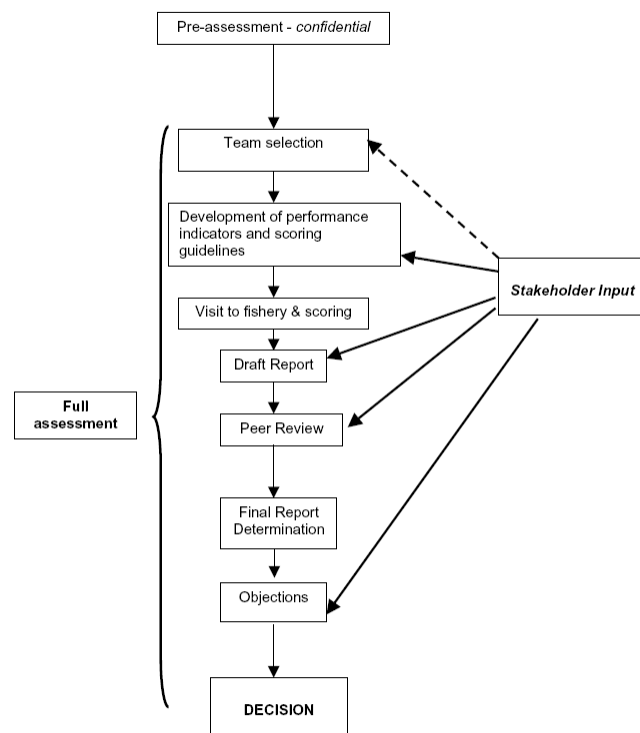 Pre-assessment - confidential
Team selection
Development of performance
indicators and scoring
guidelines
Stakeholder Input
Visit to fishery & scoring
Draft Report
Full
assessment
Peer Review
Final Report
Determination
Objections
DECISION